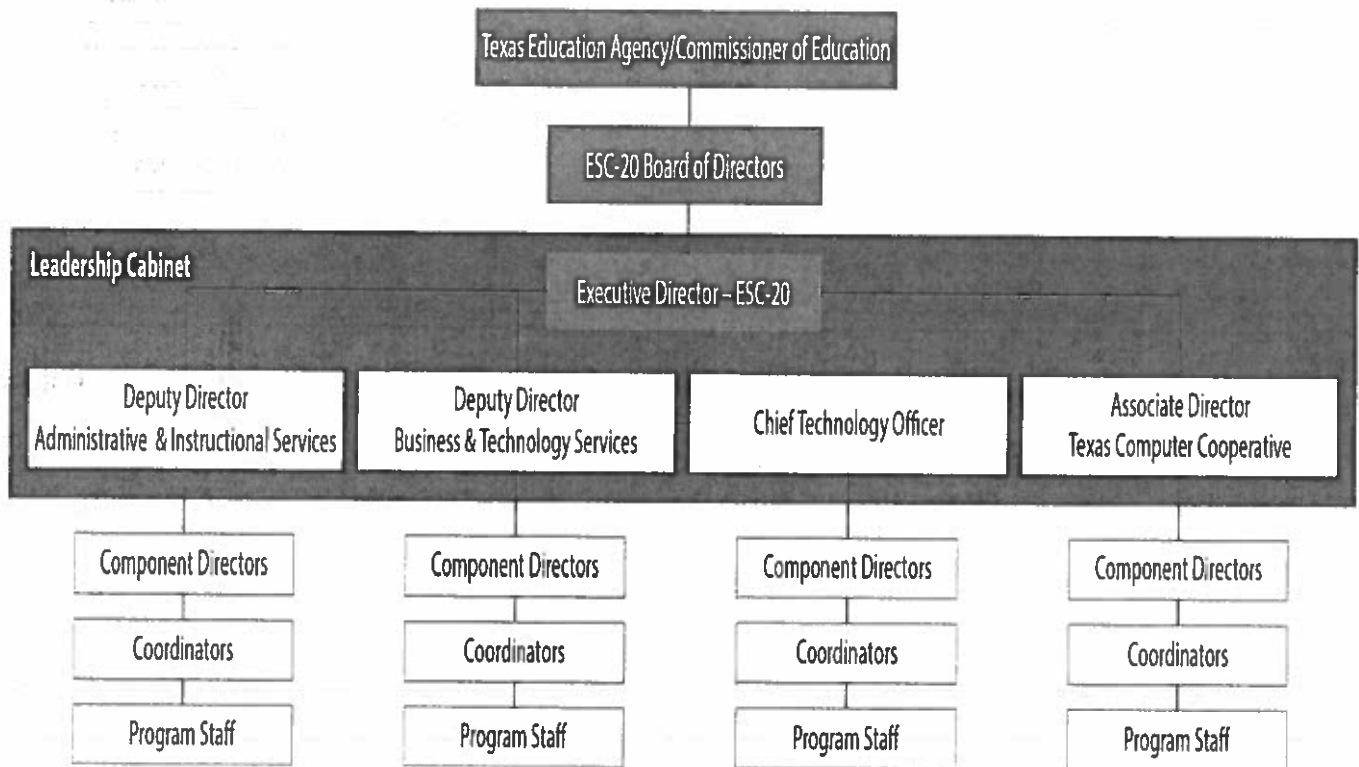 Texas Education Agency/Commissioner of Education
ESC-20 Board of Directors
Leadership Cabinet
Executive Director – ESC-20
Deputy Director
Administrative & Instructional Services
Deputy Director
Business & Technology Services
Chief Technology Officer
Associate Director
Texas Computer Cooperative
Component Directors
Component Directors
Component Directors
Component Directors
Coordinators
Coordinators
Coordinators
Coordinators
Program Staff
Program Staff
Program Staff
Program Staff